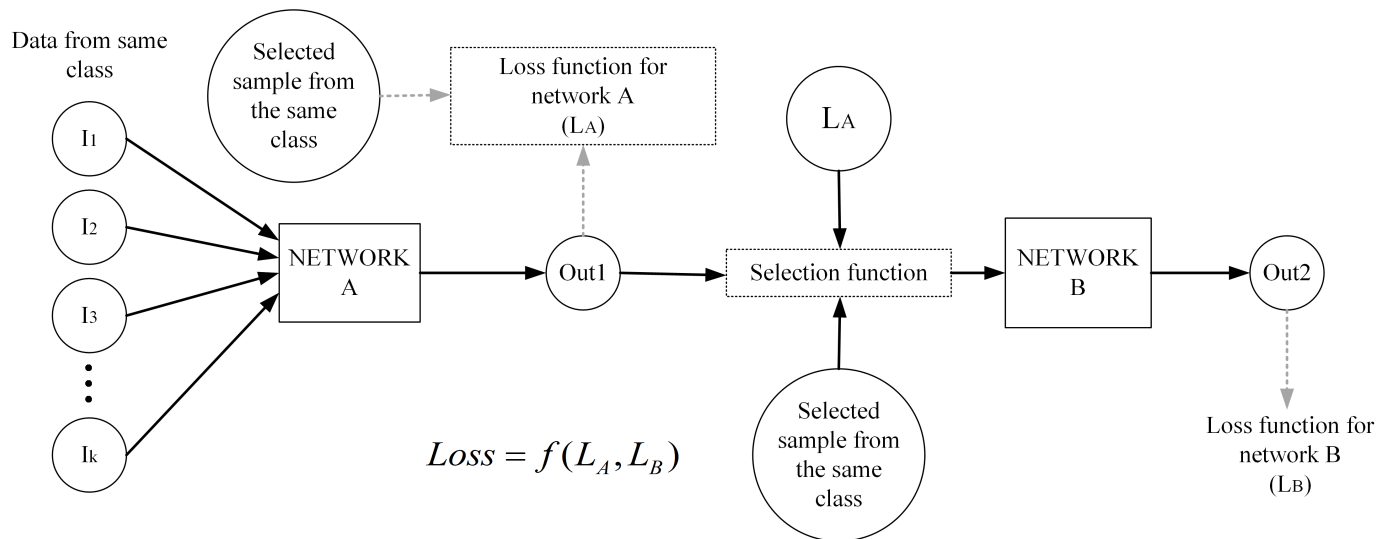 Data from same
class
I1
I2
I3
Ik
Selected
sample from
the same
class
Loss function for
network A
(LA)
NETWORK
A
Out1
LA
Selection function
Selected
sample from
the same
class
NETWORK
B
Out2
Loss function for
network B
(LB)
Loss = f(L_A, L_B)